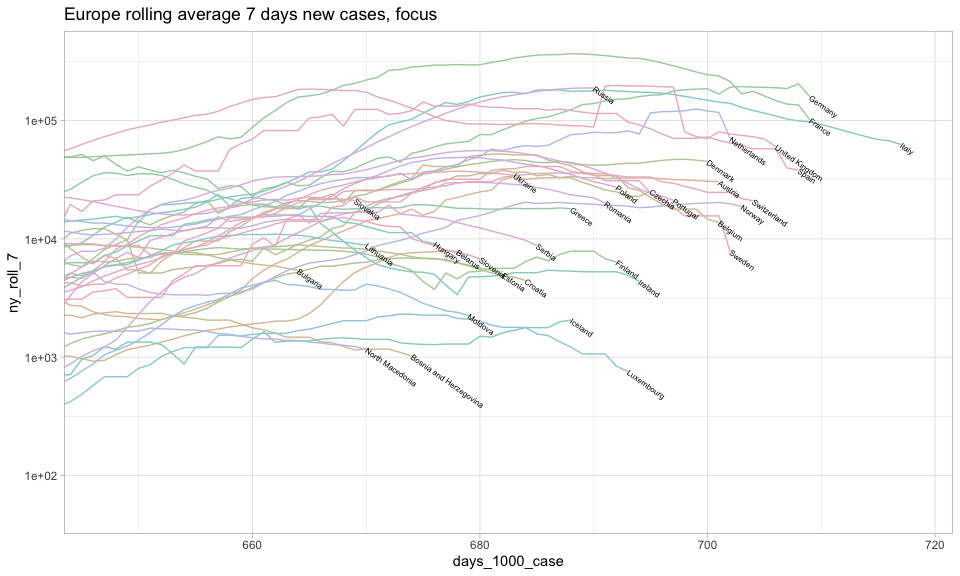 Europe rolling average 7 days new cases, focus
ny_roll_7
1e+05
1e+04
1e+03
1e+02
Russia
Germany
France
Italy
Netherlands
United Kingdom
Spain
Denmark
Austria
Switzerland
Ukraine
Poland
Czechia
Portugal
Norway
Slovakia
Romania
Greece
Belgium
Lithuania
Hungary
Belarus
Slovenia
Estonia
Croatia
Serbia
Sweden
Finland
Ireland
Bulgaria
Moldova
Iceland
North Macedonia
Bosnia and Herzegovina
Luxembourg
660
680
700
720
days_1000_case